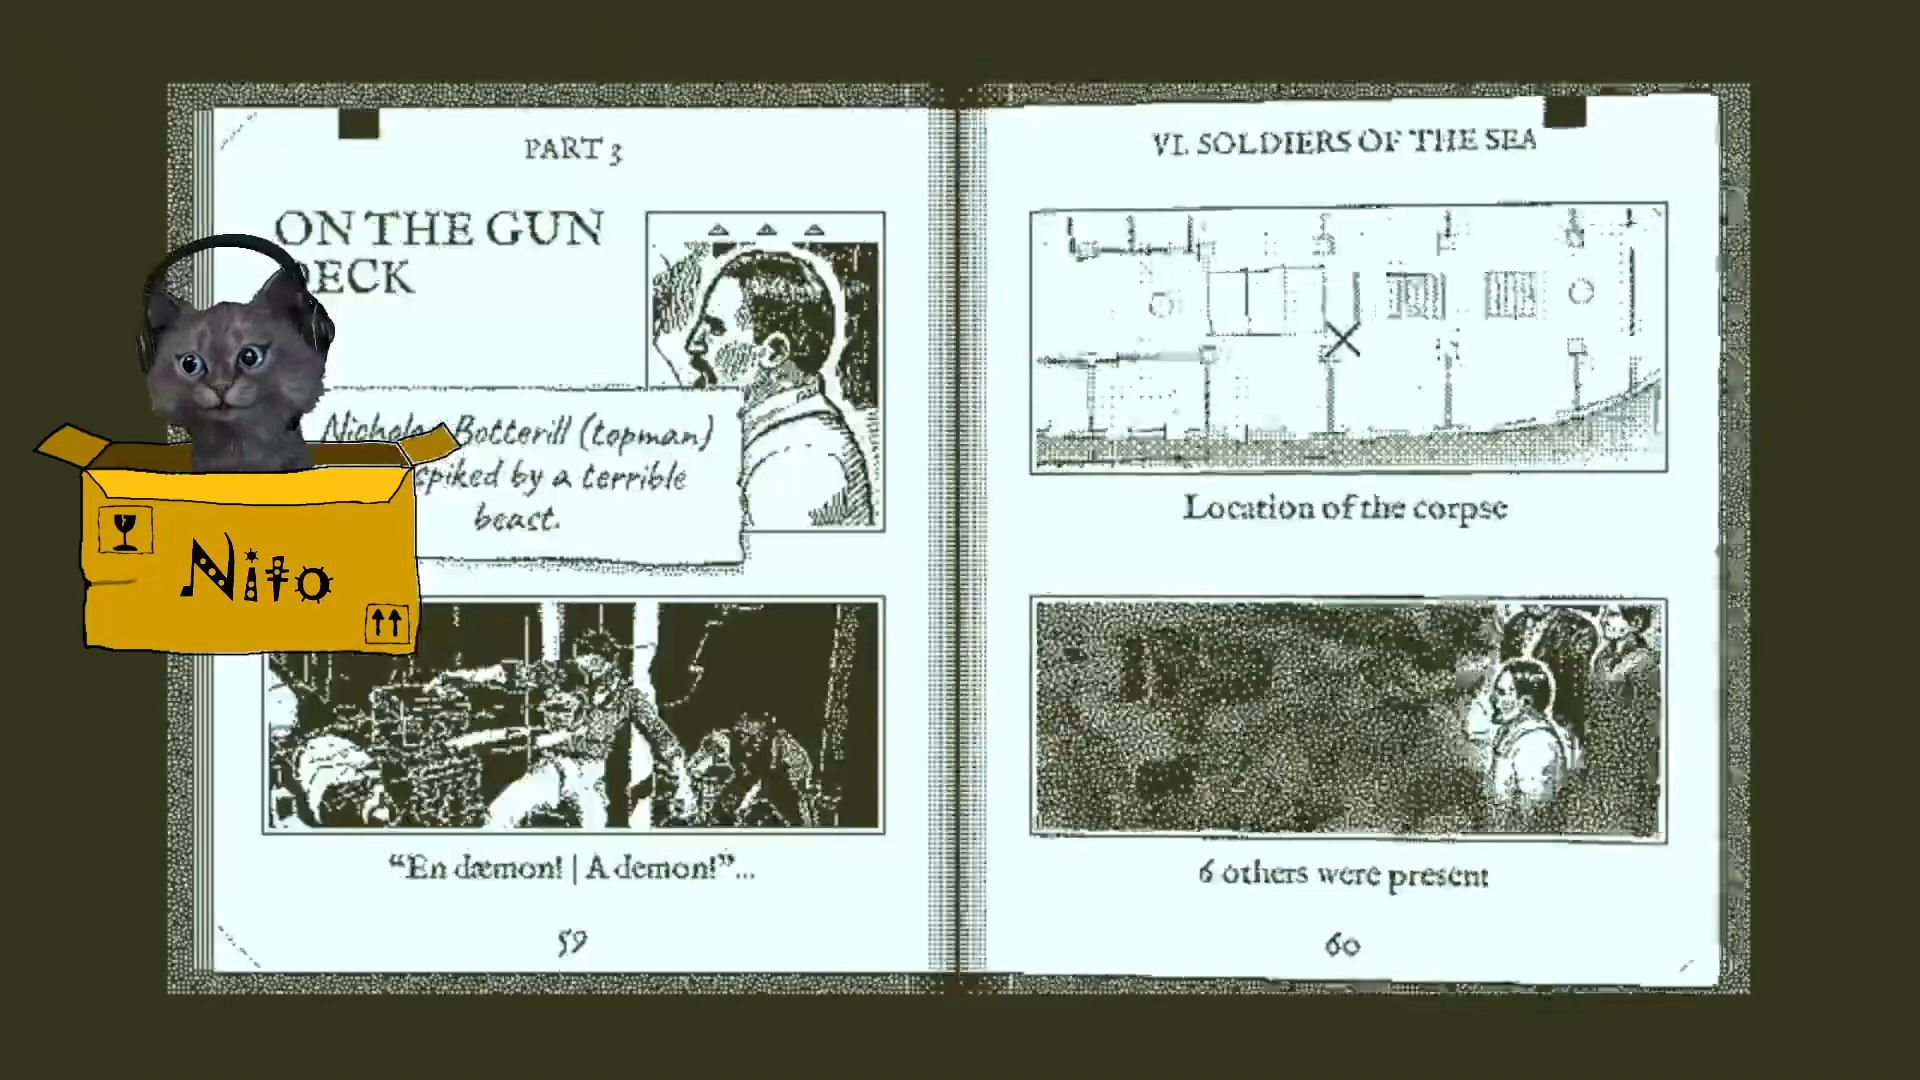 PART 3
VI. SOLDIERS OF THE SEA
ON THE GUN
DECK
Botterill (topman)
spiked by a terrible
beast.
Nito
Location of the corpse
“En dæmon! | A demon!”...
6 others were present
59
60